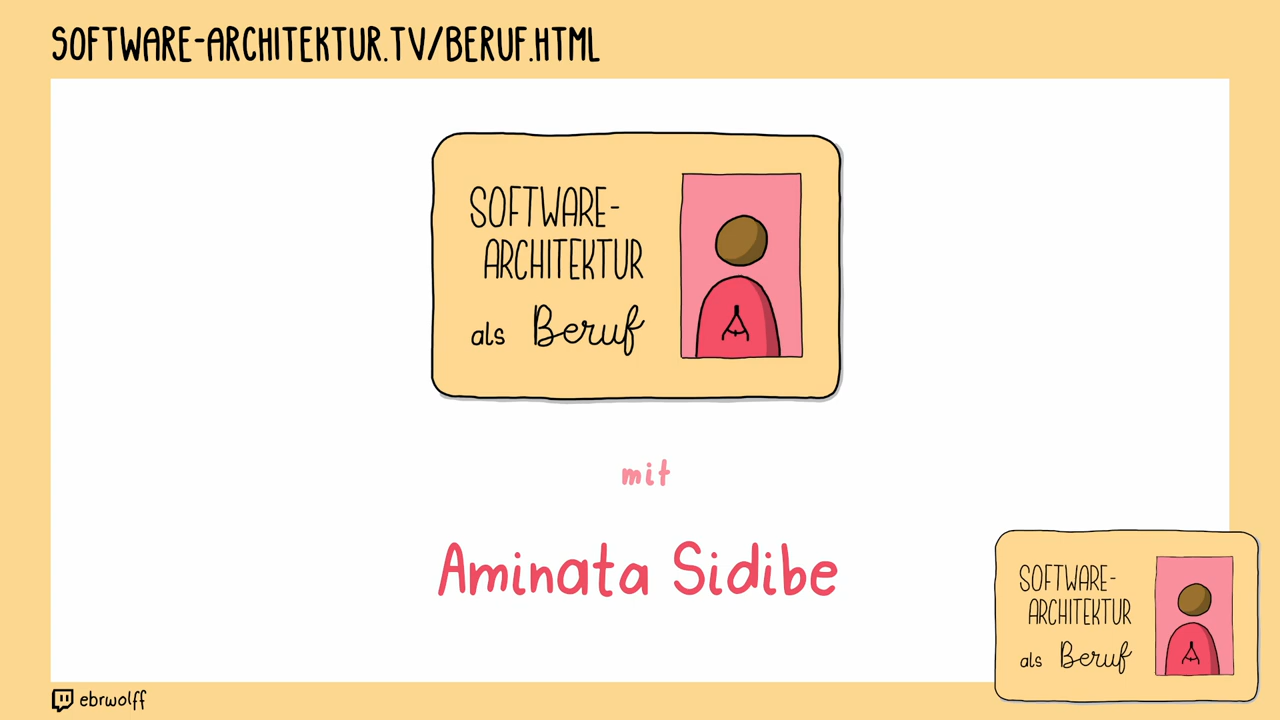 SOFTWARE-ARCHITEKTUR.TV/BERUF.HTML
SOFTWARE-
ARCHITEKTUR
als Beruf
mit
Aminata Sidibe
SOFTWARE-
ARCHITEKTUR
als Beruf
ebrwolff